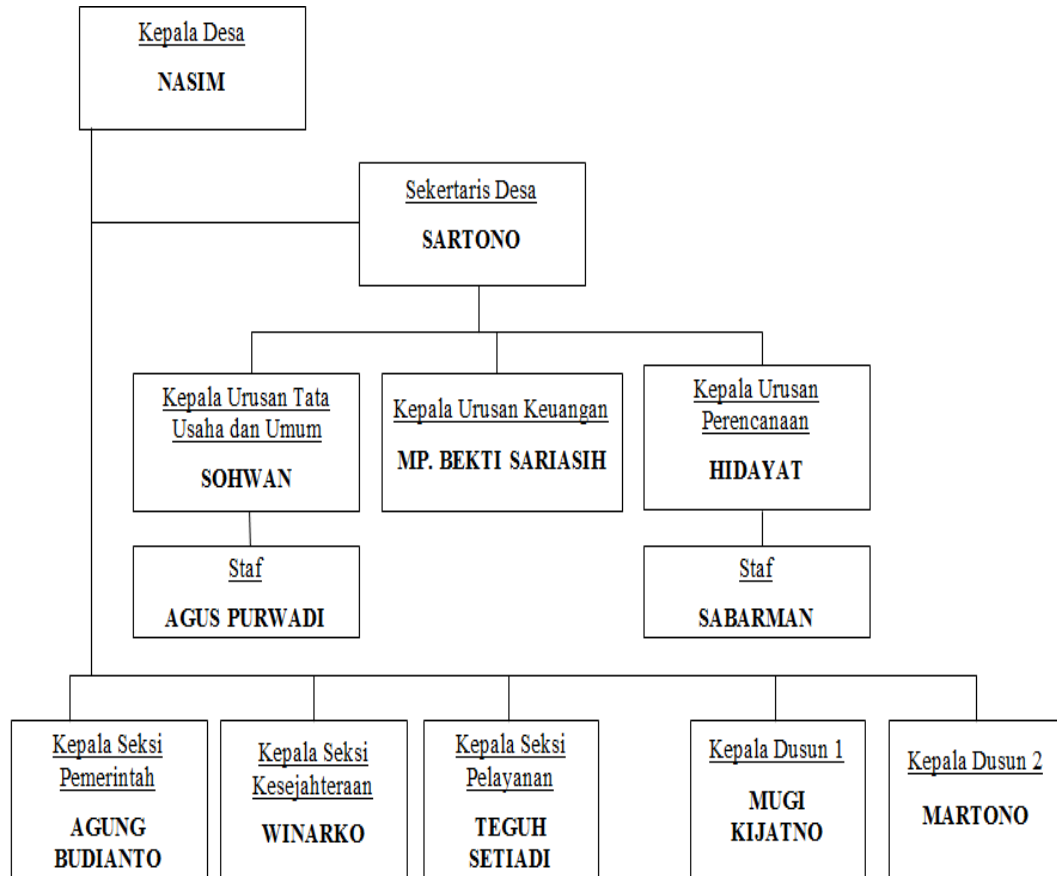 Kepala Desa
NASIM
Sekertaris Desa
SARTONO
Kepala Urusan Tata
Usaha dan Umum
SOHWAN
Kepala Urusan Keuangan
MP. BEKTI SARIASIH
Kepala Urusan
Perencanaan
HIDAYAT
Staf
AGUS PURWADI
Staf
SABARMAN
Kepala Seksi
Pemerintah
AGUNG
BUDIANTO
Kepala Seksi
Kesejahteraan
WINARKO
Kepala Seksi
Pelayanan
TEGUH
SETIADI
Kepala Dusun 1
MUGI
KIJATNO
Kepala Dusun 2
MARTONO